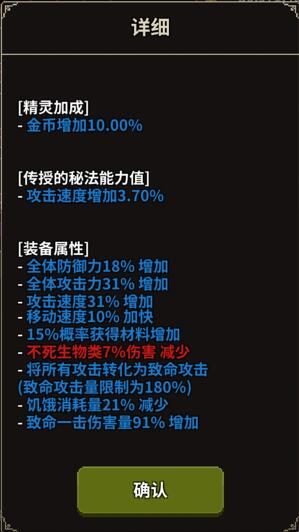 详细
[精灵加成]
- 金币增加10.00%
[传授的秘法能力值]
- 攻击速度增加3.70%
[装备属性]
- 全体防御力18% 增加
- 全体攻击力31% 增加
- 攻击速度31% 增加
- 移动速度10% 加快
- 15%概率获得材料增加
- 不死生物类7%伤害 减少
- 将所有攻击转化为致命攻击
(致命攻击量限制为180%)
- 饥饿消耗量21% 减少
- 致命一击伤害量91% 增加
确认